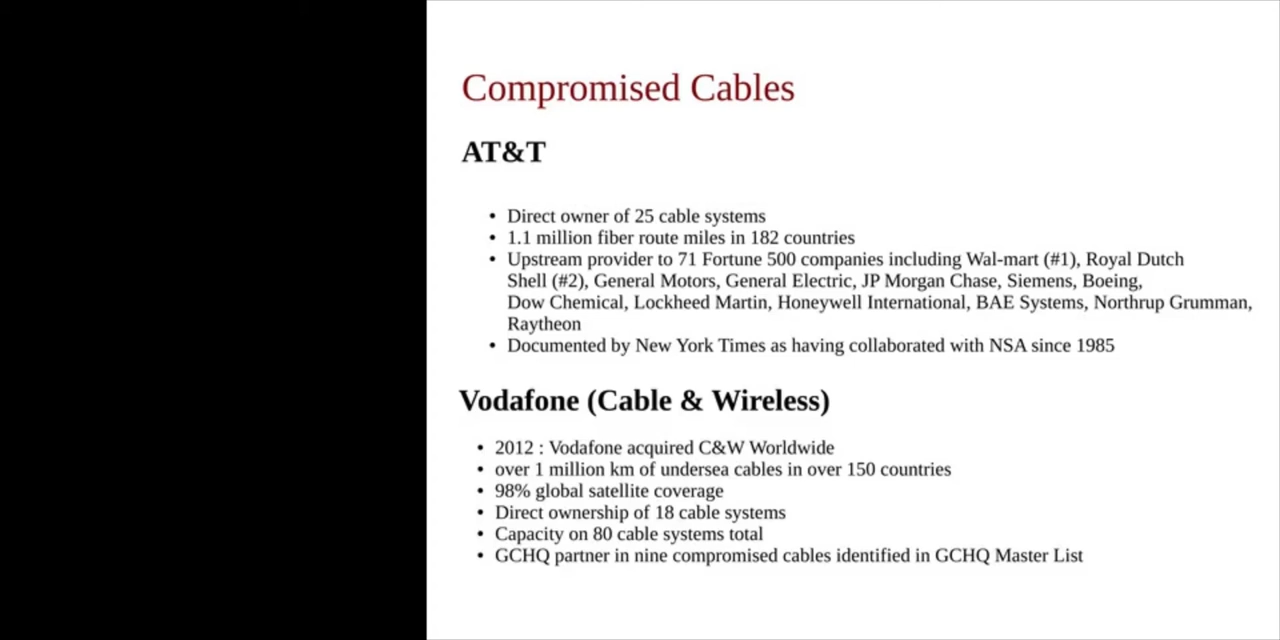 Compromised Cables
AT&T
• Direct owner of 25 cable systems
• 1.1 million fiber route miles in 182 countries
• Upstream provider to 71 Fortune 500 companies including Wal-mart (#1), Royal Dutch
Shell (#2), General Motors, General Electric, JP Morgan Chase, Siemens, Boeing,
Dow Chemical, Lockheed Martin, Honeywell International, BAE Systems, Northrup Grumman,
Raytheon
• Documented by New York Times as having collaborated with NSA since 1985
Vodafone (Cable & Wireless)
• 2012 : Vodafone acquired C&W Worldwide
• over 1 million km of undersea cables in over 150 countries
• 98% global satellite coverage
• Direct ownership of 18 cable systems
• Capacity on 80 cable systems total
• GCHQ partner in nine compromised cables identified in GCHQ Master List